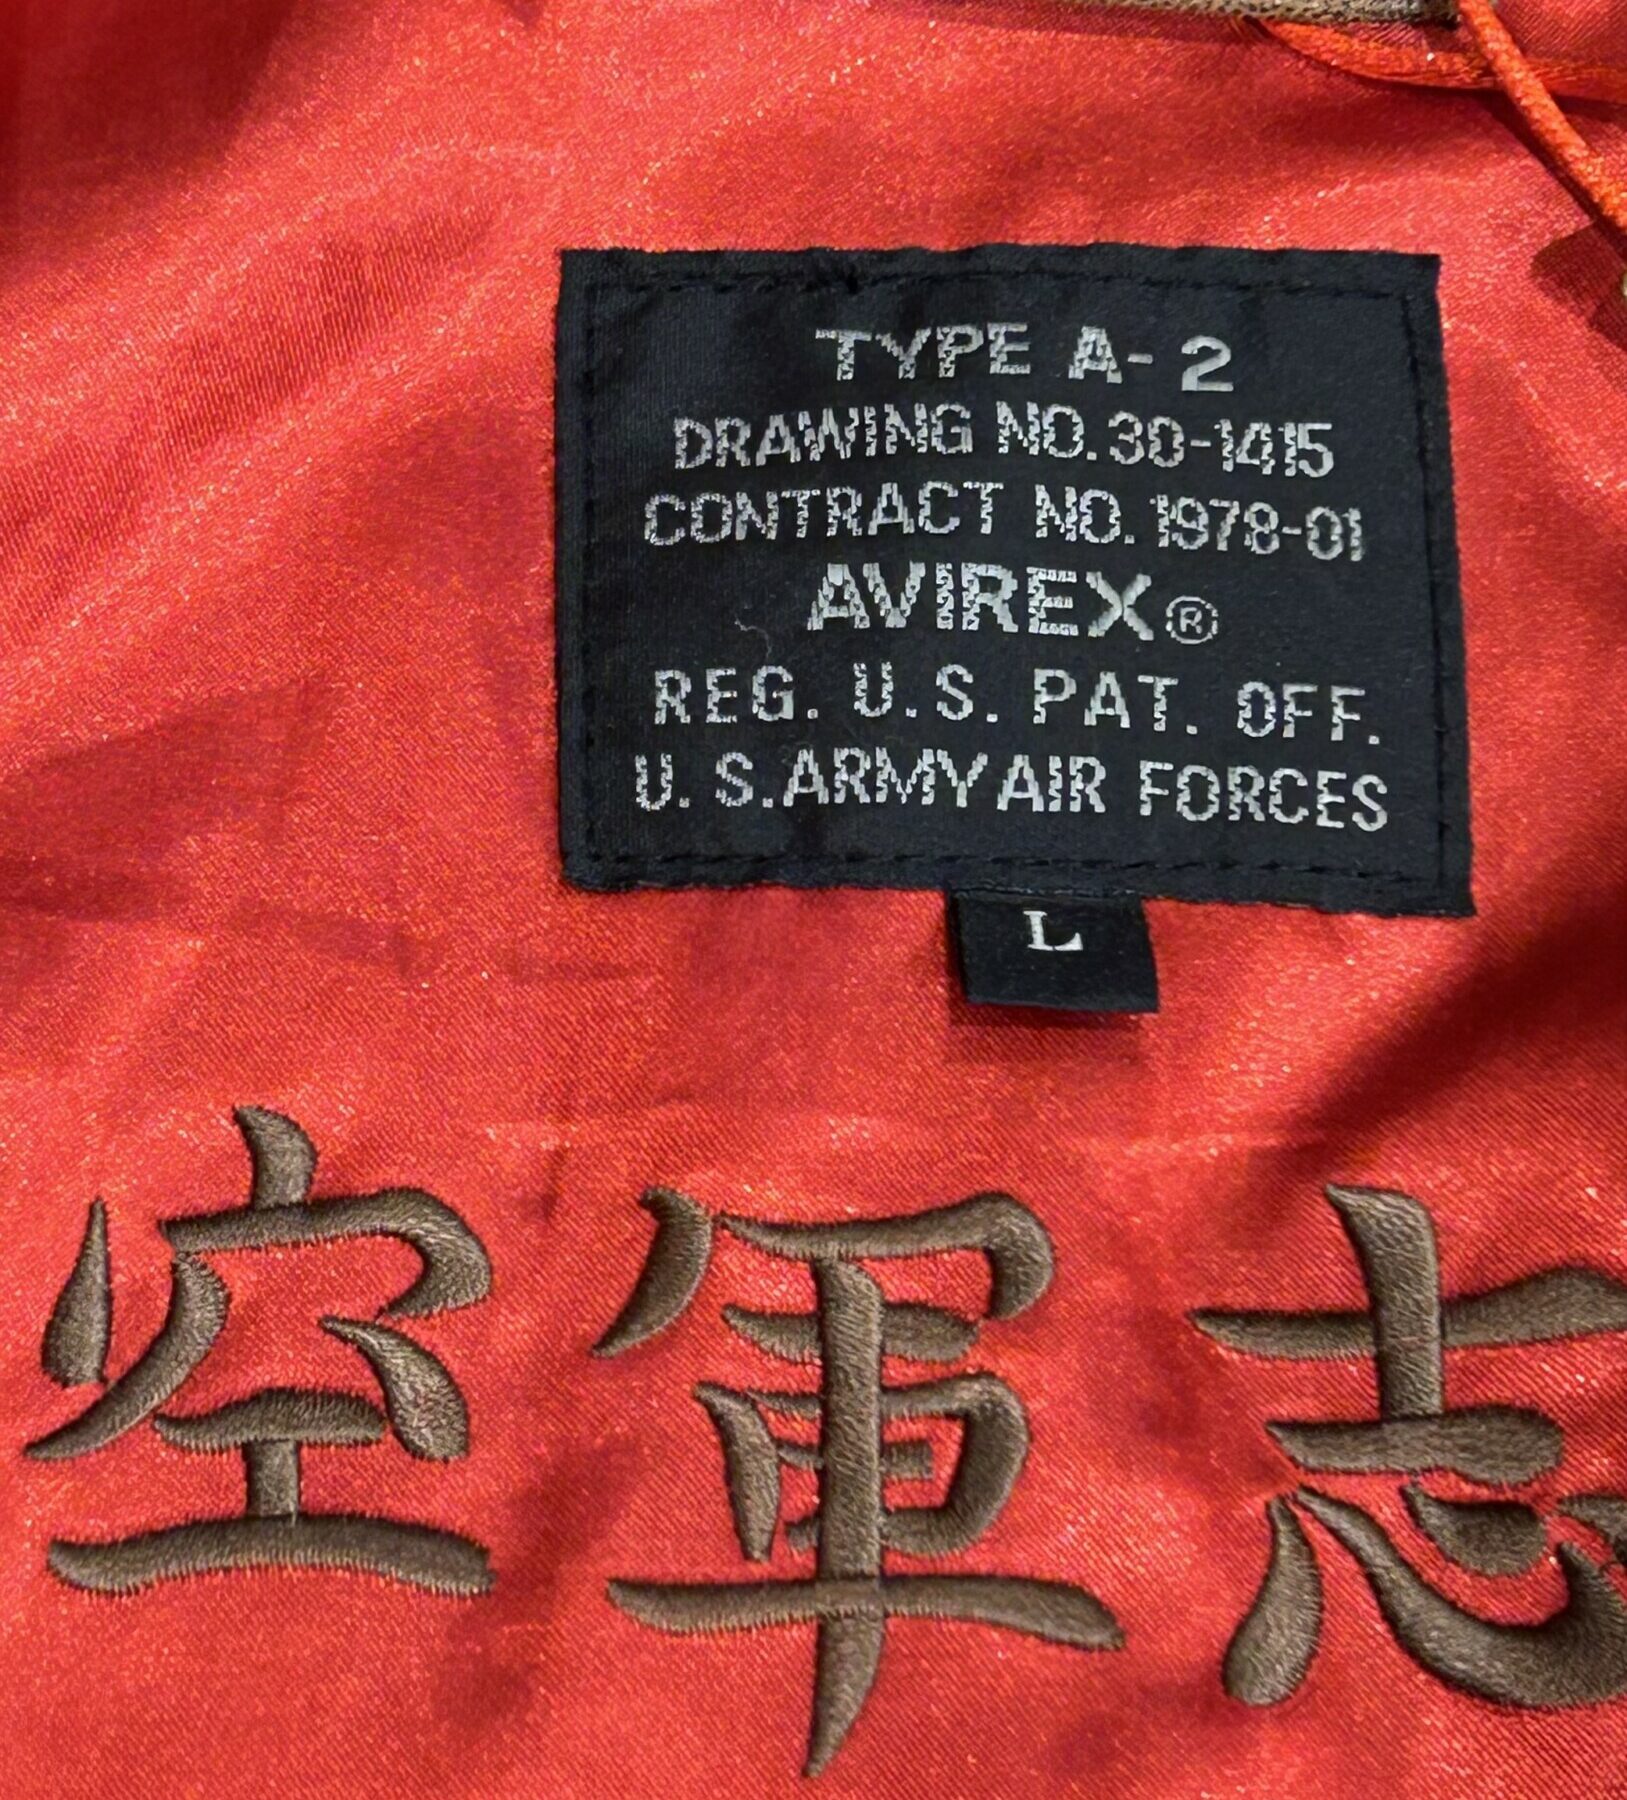 TYPE A-2
DRAWING NO. 30-1415
CONTRACT NO. 1978-01
AVIREX®
REG. U.S. PAT. OFF.
U.S. ARMY AIR FORCES
L
空軍志